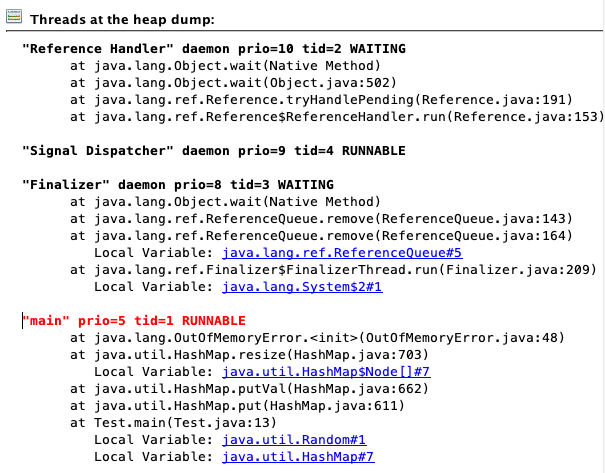 Threads at the heap dump:
"Reference Handler" daemon prio=10 tid=2 WAITING
at java.lang.Object.wait(Native Method)
at java.lang.Object.wait(Object.java:502)
at java.lang.ref.Reference.tryHandlePending(Reference.java:191)
at java.lang.ref.Reference$ReferenceHandler.run(Reference.java:153)
"Signal Dispatcher" daemon prio=9 tid=4 RUNNABLE
"Finalizer" daemon prio=8 tid=3 WAITING
at java.lang.Object.wait(Native Method)
at java.lang.ref.ReferenceQueue.remove(ReferenceQueue.java:143)
at java.lang.ref.ReferenceQueue.remove(ReferenceQueue.java:164)
Local Variable: java.lang.ref.ReferenceQueue#5
at java.lang.ref.Finalizer$FinalizerThread.run(Finalizer.java:209)
Local Variable: java.lang.System$2#1
"main" prio=5 tid=1 RUNNABLE
at java.lang.OutOfMemoryError.<init>(OutOfMemoryError.java:48)
at java.util.HashMap.resize(HashMap.java:703)
Local Variable: java.util.HashMap$Node[]#7
at java.util.HashMap.putVal(HashMap.java:662)
at java.util.HashMap.put(HashMap.java:611)
at Test.main(Test.java:13)
Local Variable: java.util.Random#1
Local Variable: java.util.HashMap#7